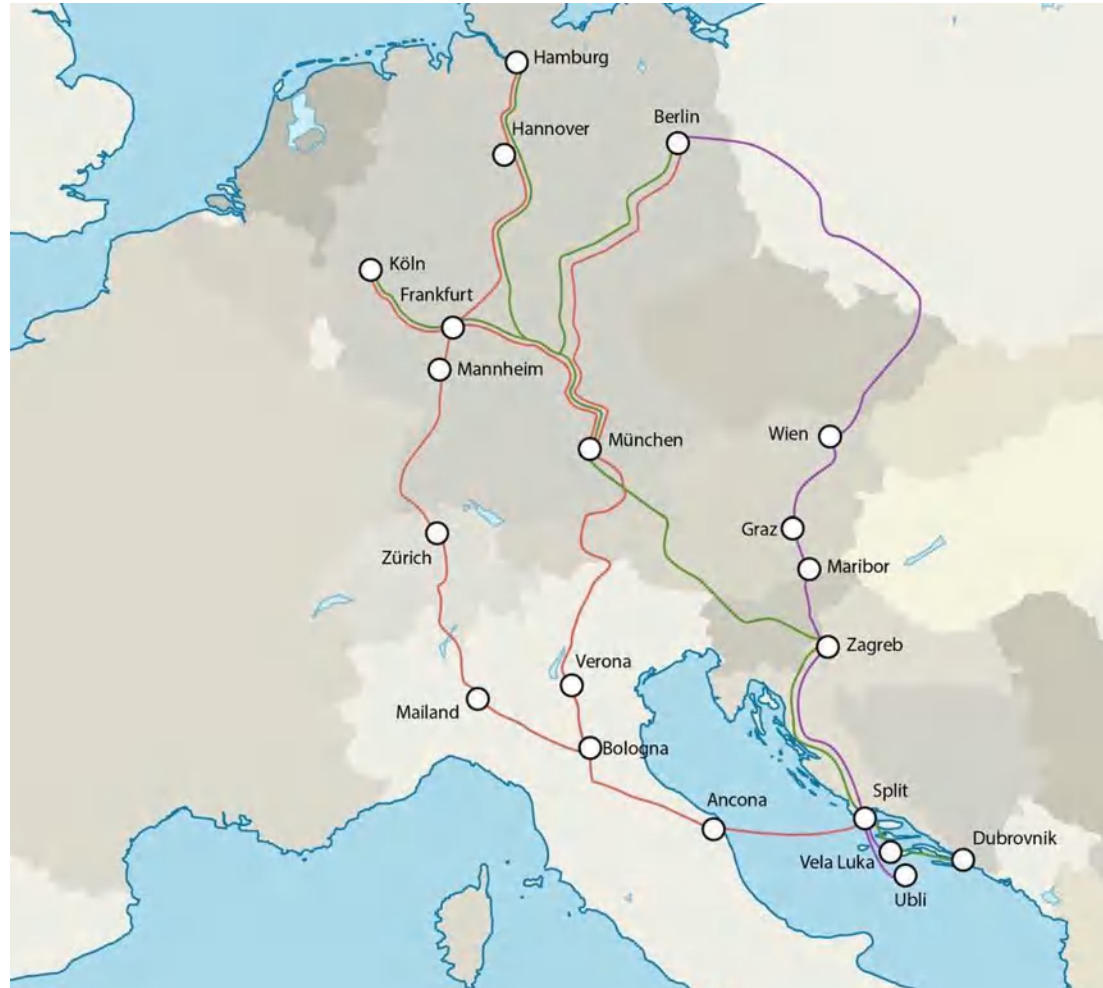 Hamburg
Berlin
Hannover
Köln
Frankfurt
Mannheim
München
Wien
Graz
Zürich
Maribor
Zagreb
Verona
Mailand
Bologna
Ancona
Split
Dubrovnik
Vela Luka
Ubli